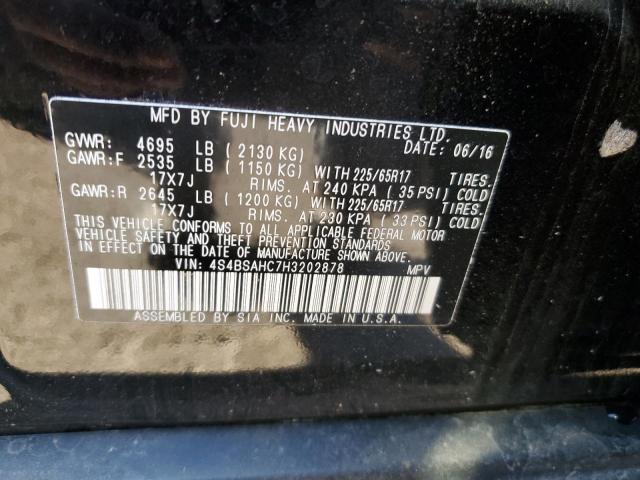 MFD BY FUJI HEAVY INDUSTRIES LTD.
GVWR: 4695 LB ( 2130 KG) DATE: 06/16
GAWR:F 2535 LB ( 1150 KG) WITH 225/65R17 TIRES.
17X7J RIMS. AT 240 KPA ( 35 PSI) COLD
GAWR:R 2645 LB ( 1200 KG) WITH 225/65R17 TIRES.
17X7J RIMS. AT 230 KPA ( 33 PSI) COLD
THIS VEHICLE CONFORMS TO ALL APPLICABLE FEDERAL MOTOR
VEHICLE SAFETY AND THEFT PREVENTION STANDARDS
IN EFFECT ON THE DATE OF MANUFACTURE SHOWN ABOVE.
VIN: 4S4BSAHC7H3202878 MPV
ASSEMBLED BY SIA INC. MADE IN U.S.A.